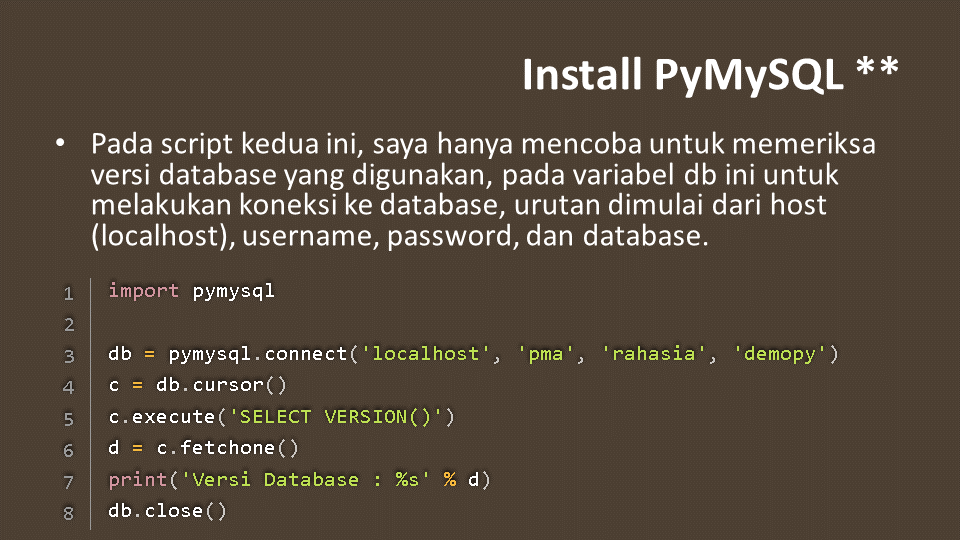 Install PyMySQL **
• Pada script kedua ini, saya hanya mencoba untuk memeriksa
versi database yang digunakan, pada variabel db ini untuk
melakukan koneksi ke database, urutan dimulai dari host
(localhost), username, password, dan database.
1 import pymysql
2
3 db = pymysql.connect('localhost', 'pma', 'rahasia', 'demopy')
4 c = db.cursor()
5 c.execute('SELECT VERSION()')
6 d = c.fetchone()
7 print('Versi Database : %s' % d)
8 db.close()